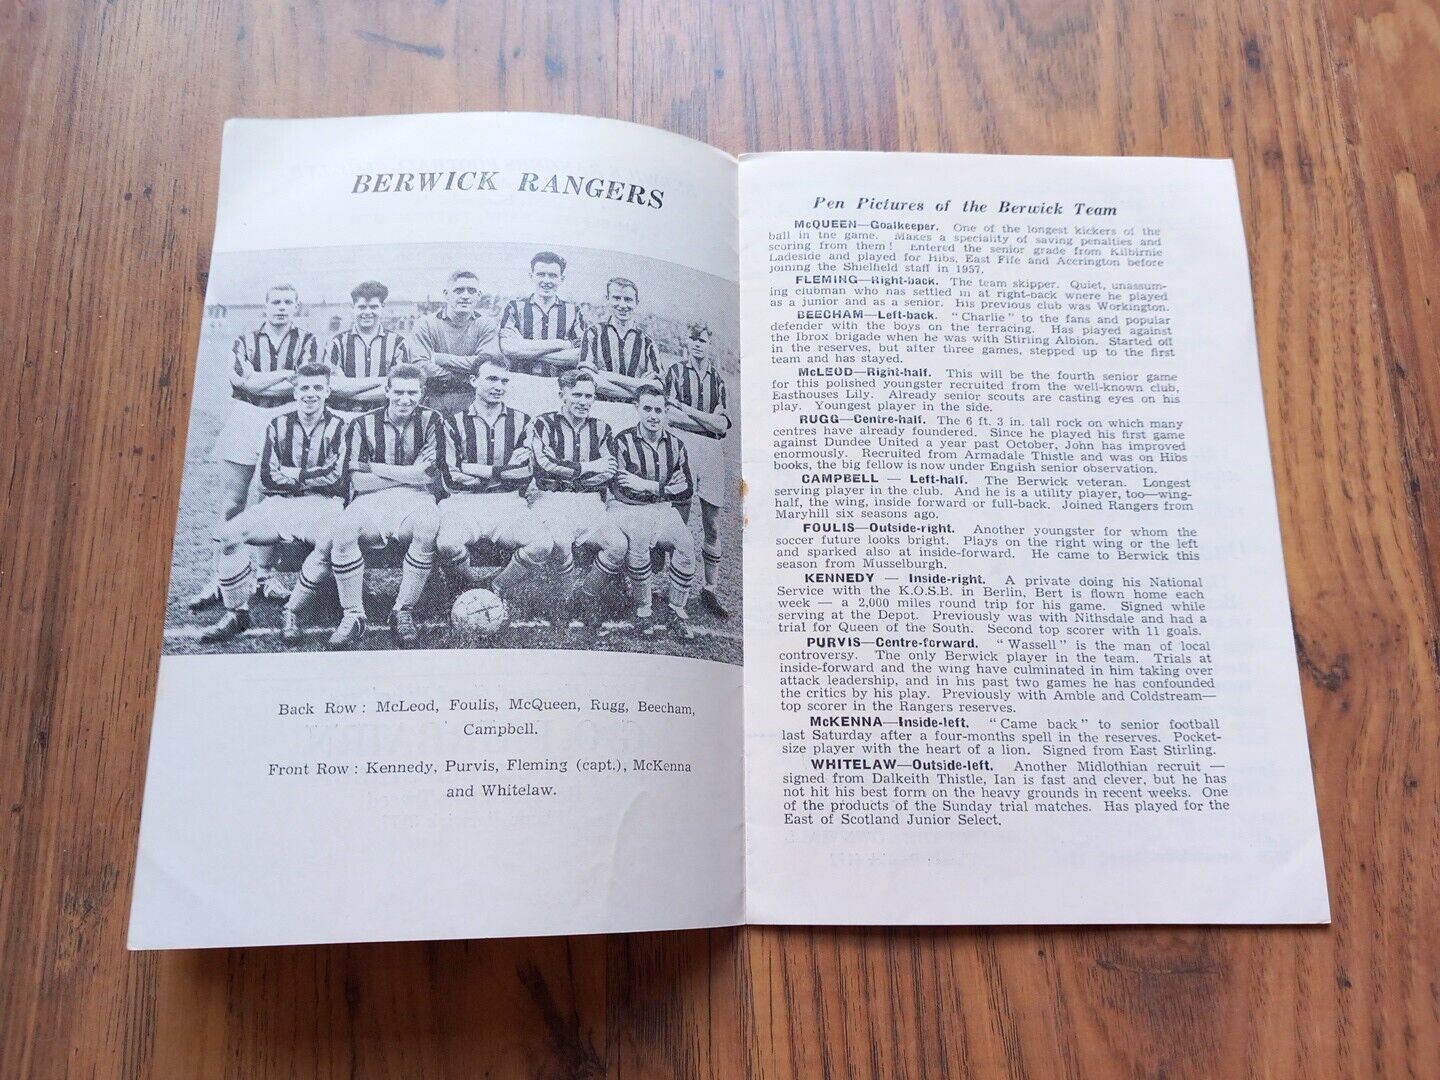 BERWICK RANGERS
Back Row : McLeod, Foulis, McQueen, Rugg, Beecham,
Campbell.
Front Row : Kennedy, Purvis, Fleming (capt.), McKenna
and Whitelaw.
Pen Pictures of the Berwick Team
McQUEEN—Goalkeeper. One of the longest kickers of the
ball in the game. Makes a speciality of saving penalties and
scoring from them! Entered the senior grade from Kilbirnie
Ladeside and played for Hibs, East Fife and Accrington before
joining the Shielfield staff in 1957.
FLEMING—Right-back. The team skipper. Quiet, unassum-
ing clubman who has settled in at right-back where he played
as a junior and as a senior. His previous club was Workington.
BEECHAM—Left-back. "Charlie" to the fans and popular
defender with the boys on the terracing. Has played against
the Ibrox brigade when he was with Stirling Albion. Started off
in the reserves, but after three games, stepped up to the first
team and has stayed.
McLEOD—Right-half. This will be the fourth senior game
for this polished youngster recruited from the well-known club,
Easthouses Lily. Already senior scouts are casting eyes on his
play. Youngest player in the side.
RUGG—Centre-half. The 6 ft. 3 in. tall rock on which many
centres have already foundered. Since he played his first game
against Dundee United a year past October, John has improved
enormously. Recruited from Armadale Thistle and was on Hibs
books, the big fellow is now under English senior observation.
CAMPBELL — Left-half. The Berwick veteran. Longest
serving player in the club. And he is a utility player, too—wing-
half, the wing, inside forward or full-back. Joined Rangers from
Maryhill six seasons ago.
FOULIS—Outside-right. Another youngster for whom the
soccer future looks bright. Plays on the right wing or the left
and sparked also at inside-forward. He came to Berwick this
season from Musselburgh.
KENNEDY — Inside-right. A private doing his National
Service with the K.O.S.B. in Berlin, Bert is flown home each
week — a 2,000 miles round trip for his game. Signed while
serving at the Depot. Previously was with Nithsdale and had a
trial for Queen of the South. Second top scorer with 11 goals.
PURVIS—Centre-forward. "Wassell" is the man of local
controversy. The only Berwick player in the team. Trials at
inside-forward and the wing have culminated in him taking over
attack leadership, and in his past two games he has confounded
the critics by his play. Previously with Amble and Coldstream—
top scorer in the Rangers reserves.
McKENNA—Inside-left. "Came back" to senior football
last Saturday after a four-months spell in the reserves. Pocket-
size player with the heart of a lion. Signed from East Stirling.
WHITELAW—Outside-left. Another Midlothian recruit —
signed from Dalkeith Thistle, Ian is fast and clever, but he has
not hit his best form on the heavy grounds in recent weeks. One
of the products of the Sunday trial matches. Has played for the
East of Scotland Junior Select.